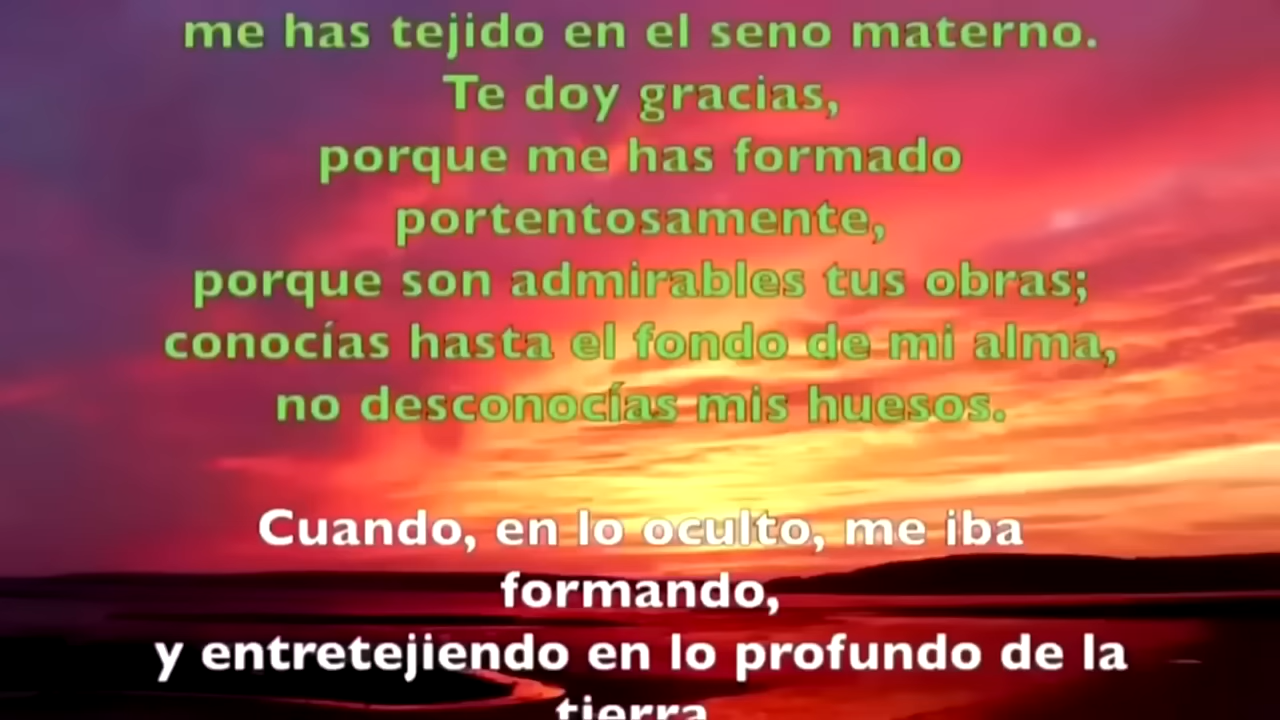 me has tejido en el seno materno.
Te doy gracias,
porque me has formado
portentosamente,
porque son admirables tus obras;
conocías hasta el fondo de mi alma,
no desconocías mis huesos.
Cuando, en lo oculto, me iba
formando,
y entretejiendo en lo profundo de la
tierra